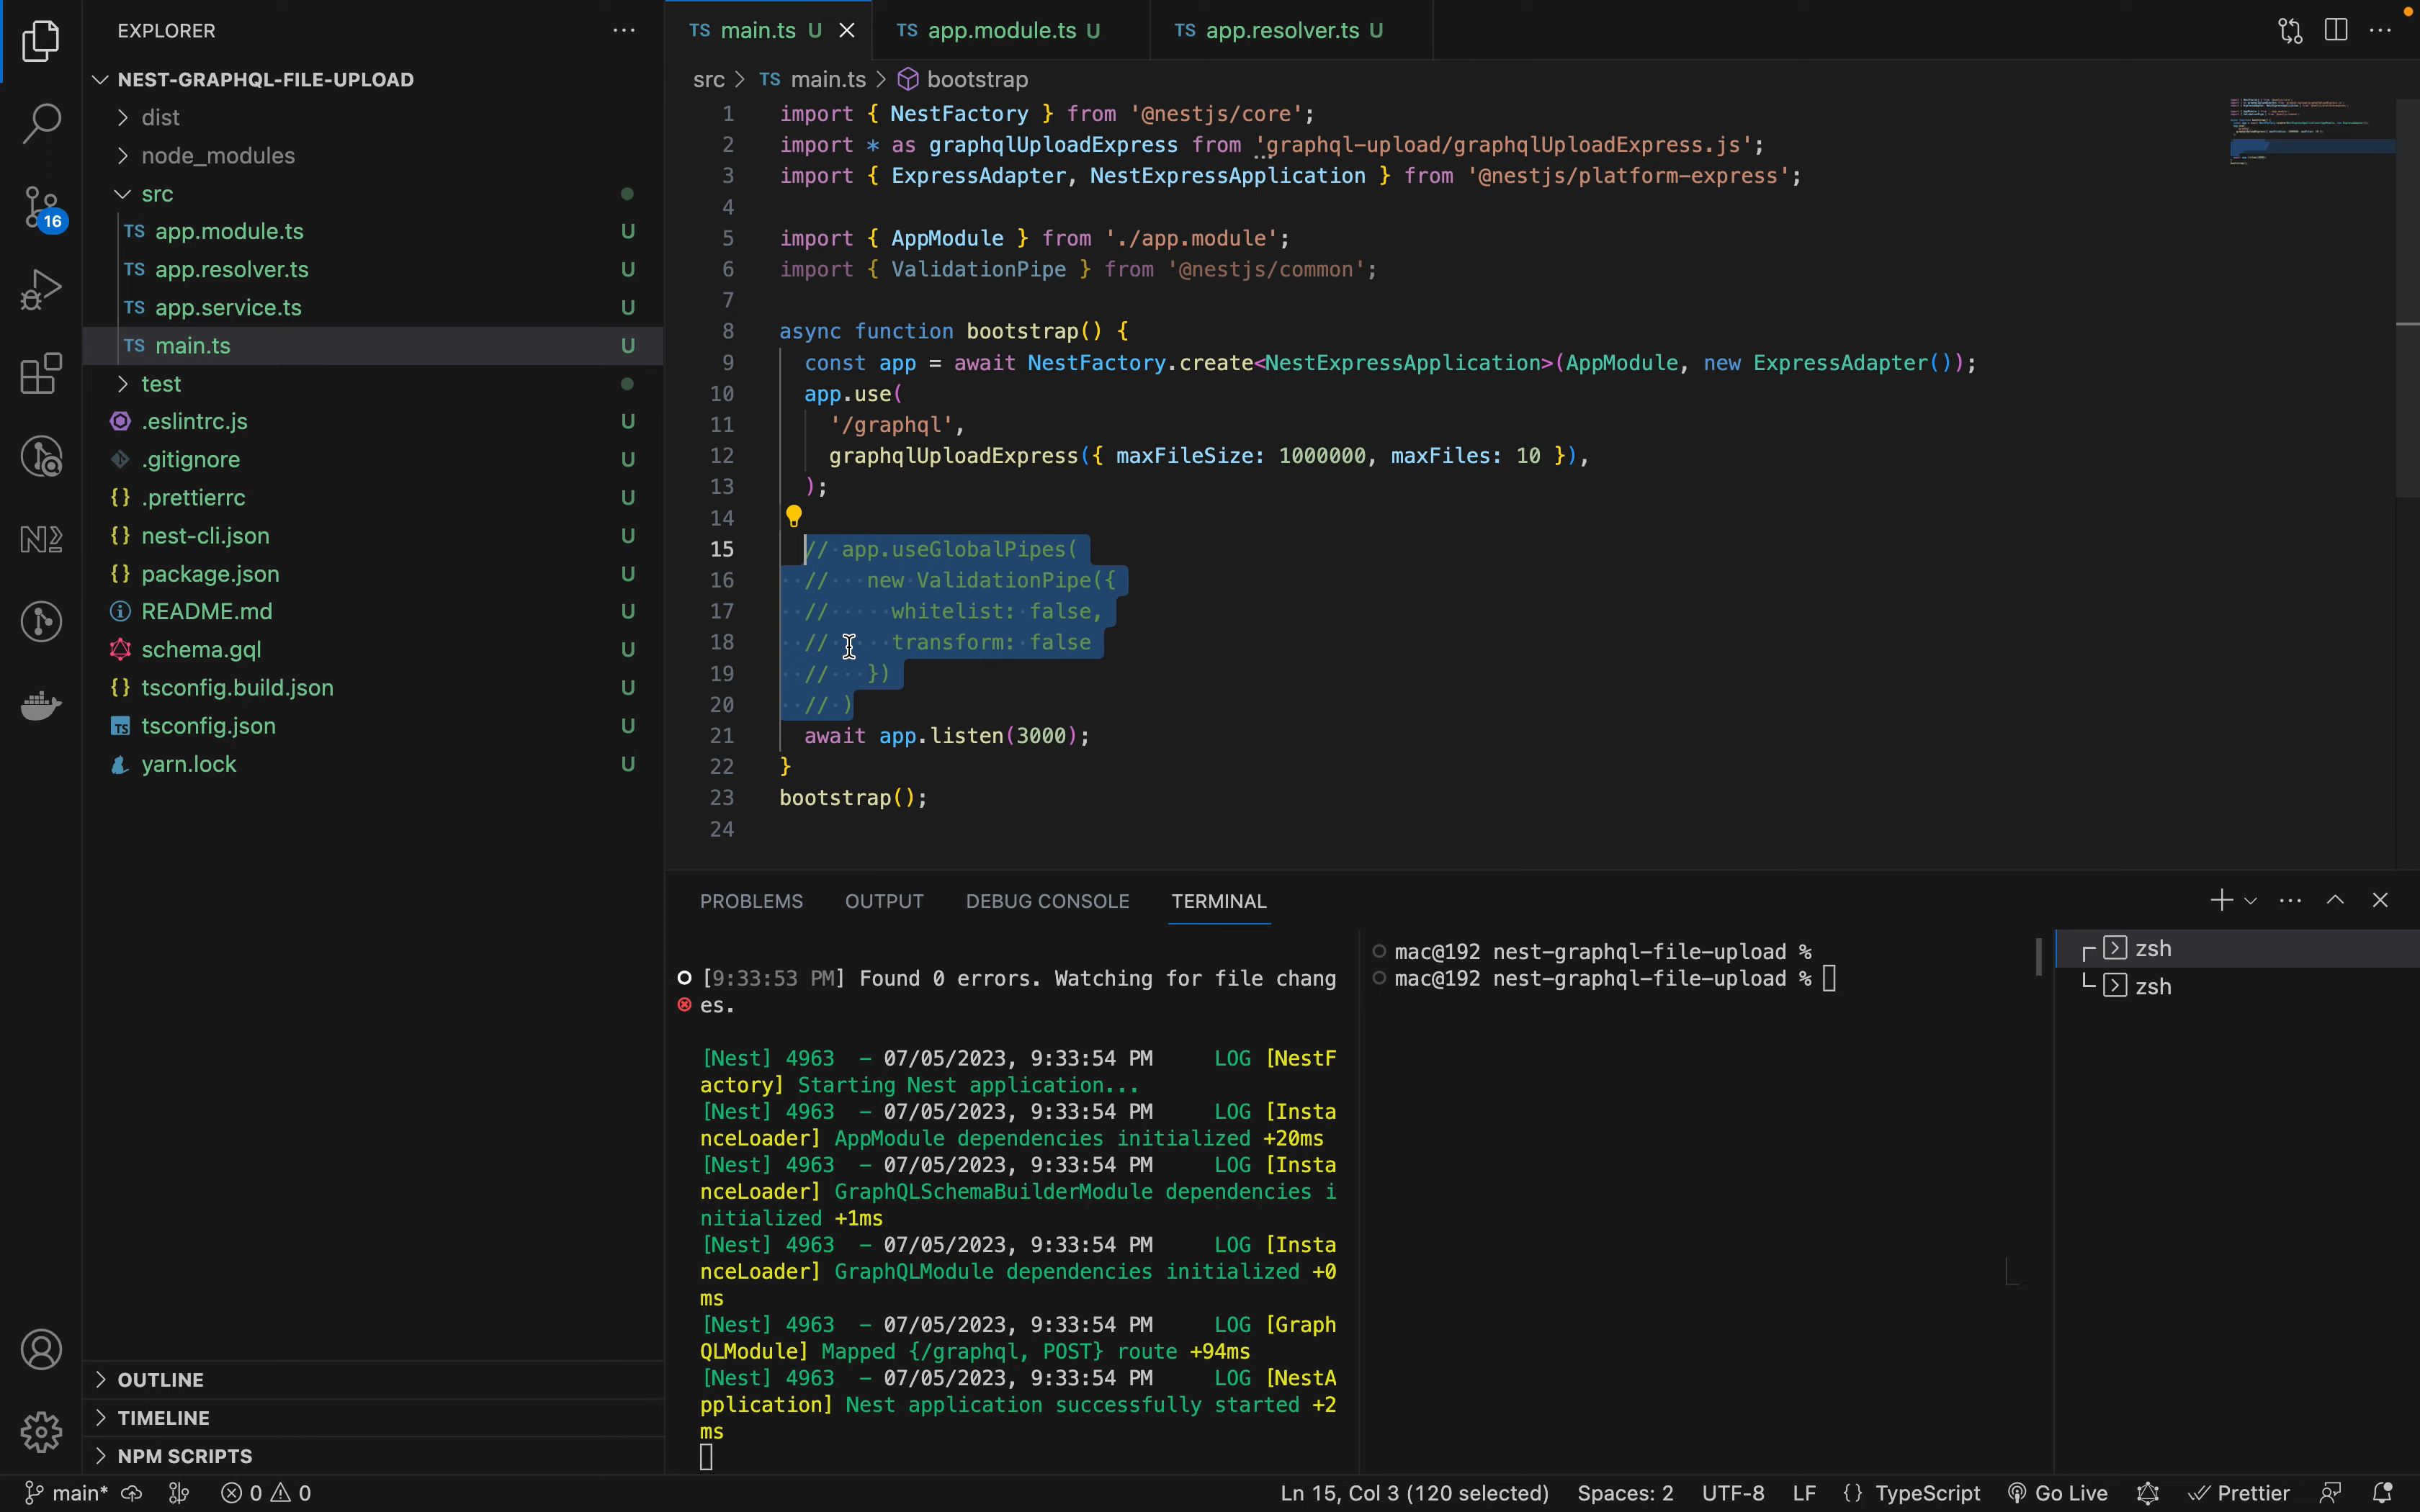 EXPLORER
NEST-GRAPHQL-FILE-UPLOAD
dist
node_modules
src
TS app.module.ts U
TS app.resolver.ts U
TS app.service.ts U
TS main.ts U
test
.eslintrc.js U
.gitignore U
{} .prettierrc U
{} nest-cli.json U
{} package.json U
README.md U
schema.gql U
{} tsconfig.build.json U
TS tsconfig.json U
yarn.lock U
OUTLINE
TIMELINE
NPM SCRIPTS
16
TS main.ts U
TS app.module.ts U
TS app.resolver.ts U
src > TS main.ts > bootstrap
1 import { NestFactory } from '@nestjs/core';
2 import * as graphqlUploadExpress from 'graphql-upload/graphqlUploadExpress.js';
3 import { ExpressAdapter, NestExpressApplication } from '@nestjs/platform-express';
4
5 import { AppModule } from './app.module';
6 import { ValidationPipe } from '@nestjs/common';
7
8 async function bootstrap() {
9 const app = await NestFactory.create<NestExpressApplication>(AppModule, new ExpressAdapter());
10 app.use(
11 '/graphql',
12 graphqlUploadExpress({ maxFileSize: 1000000, maxFiles: 10 }),
13 );
14
15 // app.useGlobalPipes(
16 // new ValidationPipe({
17 // whitelist: false,
18 // transform: false
19 // })
20 // )
21 await app.listen(3000);
22 }
23 bootstrap();
24
PROBLEMS OUTPUT DEBUG CONSOLE TERMINAL
[9:33:53 PM] Found 0 errors. Watching for file chang
es.
[Nest] 4963 - 07/05/2023, 9:33:54 PM LOG [NestF
actory] Starting Nest application...
[Nest] 4963 - 07/05/2023, 9:33:54 PM LOG [Insta
nceLoader] AppModule dependencies initialized +20ms
[Nest] 4963 - 07/05/2023, 9:33:54 PM LOG [Insta
nceLoader] GraphQLSchemaBuilderModule dependencies i
nitialized +1ms
[Nest] 4963 - 07/05/2023, 9:33:54 PM LOG [Insta
nceLoader] GraphQLModule dependencies initialized +0
ms
[Nest] 4963 - 07/05/2023, 9:33:54 PM LOG [Graph
QLModule] Mapped {/graphql, POST} route +94ms
[Nest] 4963 - 07/05/2023, 9:33:54 PM LOG [NestA
pplication] Nest application successfully started +2
ms
mac@192 nest-graphql-file-upload %
mac@192 nest-graphql-file-upload %
zsh
zsh
main* 0 0 Ln 15, Col 3 (120 selected) Spaces: 2 UTF-8 LF {} TypeScript Go Live Prettier